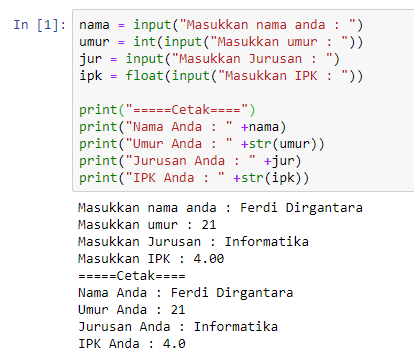 In [1]: nama = input("Masukkan nama anda : ")
umur = int(input("Masukkan umur : "))
jur = input("Masukkan Jurusan : ")
ipk = float(input("Masukkan IPK : "))
print("=====Cetak====")
print("Nama Anda : " +nama)
print("Umur Anda : " +str(umur))
print("Jurusan Anda : " +jur)
print("IPK Anda : " +str(ipk))
Masukkan nama anda : Ferdi Dirgantara
Masukkan umur : 21
Masukkan Jurusan : Informatika
Masukkan IPK : 4.00
=====Cetak====
Nama Anda : Ferdi Dirgantara
Umur Anda : 21
Jurusan Anda : Informatika
IPK Anda : 4.0